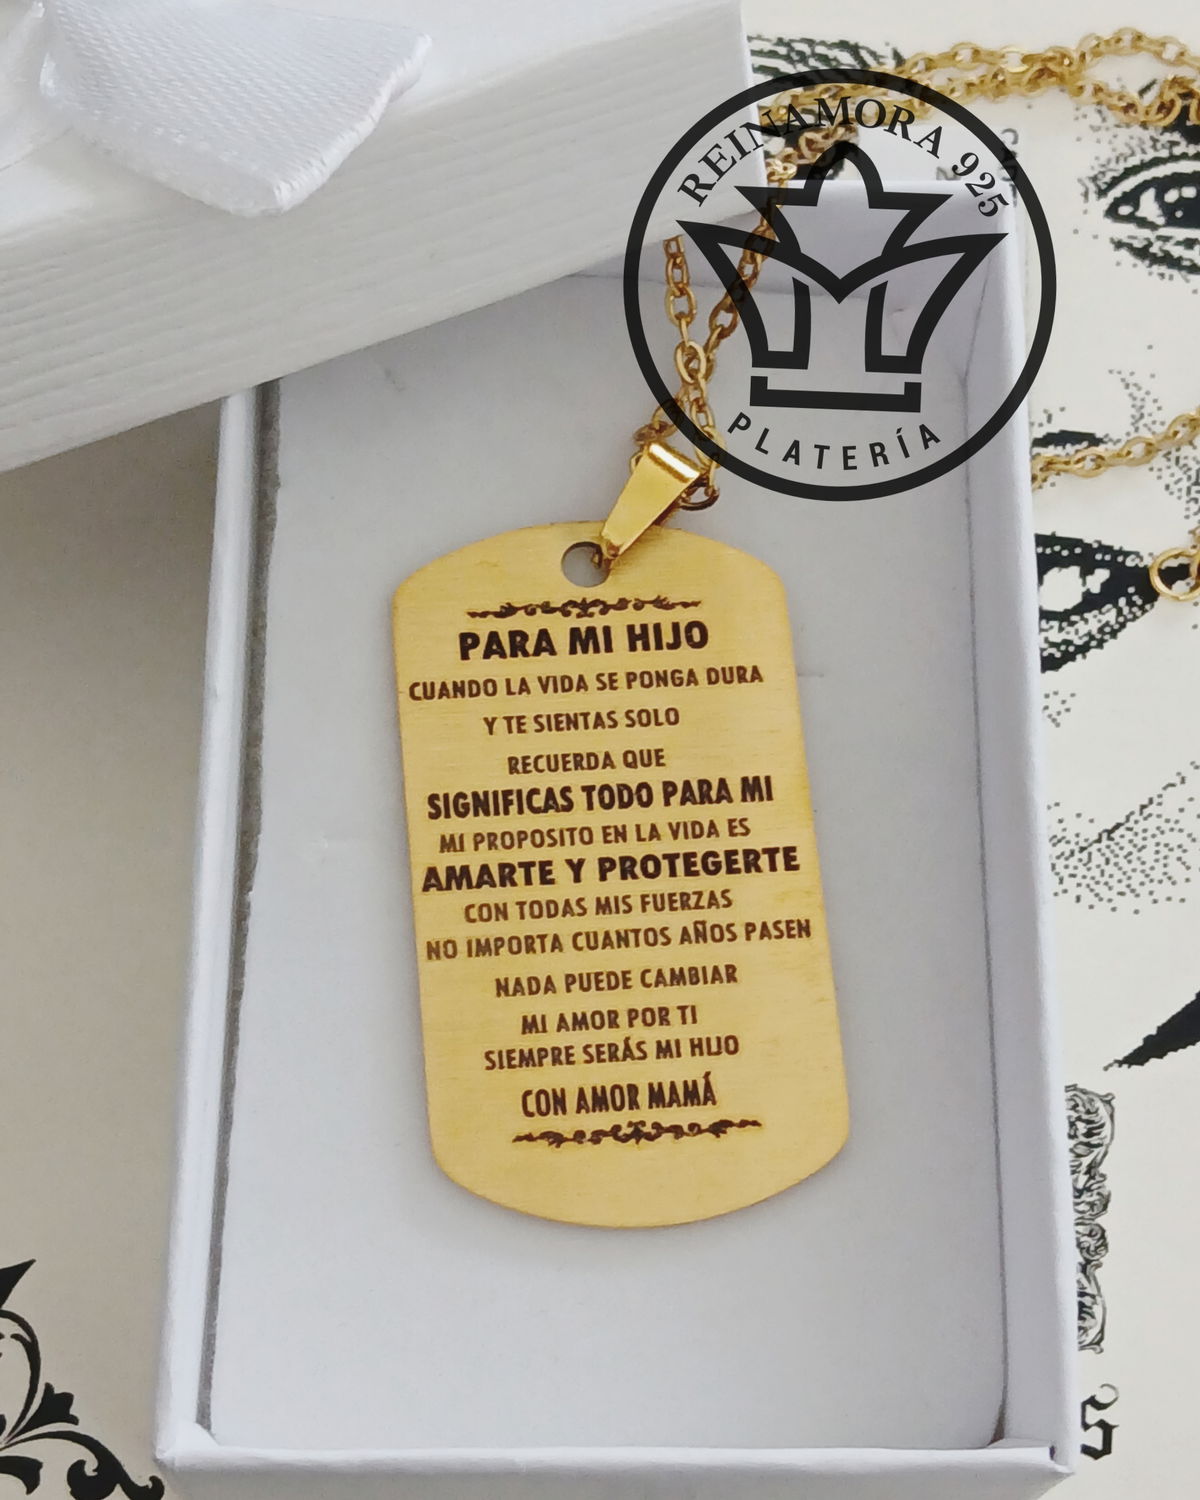 REINAMORA 925
PLATERÍA
PARA MI HIJO
CUANDO LA VIDA SE PONGA DURA
Y TE SIENTAS SOLO
RECUERDA QUE
SIGNIFICAS TODO PARA MI
MI PROPOSITO EN LA VIDA ES
AMARTE Y PROTEGERTE
CON TODAS MIS FUERZAS
NO IMPORTA CUANTOS AÑOS PASEN
NADA PUEDE CAMBIAR
MI AMOR POR TI
SIEMPRE SERÁS MI HIJO
CON AMOR MAMÁ